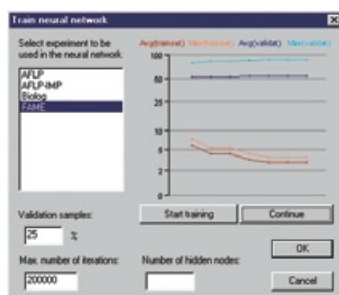 Train neural network
Select experiment to be
used in the neural network
AFLP
AFLP-IMP
Biolog
FAME
Avg(trainset) Max(trainset) Avg(validat) Max(validat)
100
50
25
10
5
2
0
Validation samples:
25 %
Start training
Continue
Max. number of iterations:
200000
Number of hidden nodes:
OK
Cancel